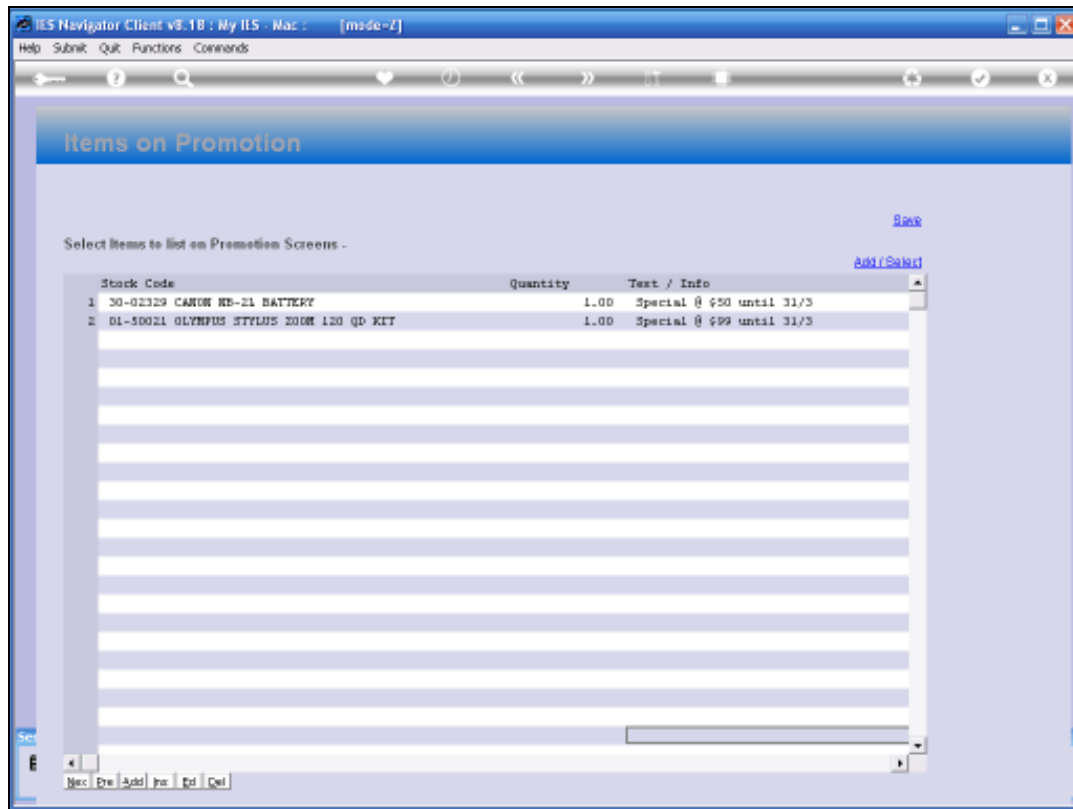 IES Navigator Client v8.18 : My IES - Mac : [mode=Z]
Help Submit Quit Functions Commands
Items on Promotion
Save
Select Items to list on Promotion Screens -
Add / Select
Stock Code Quantity Text / Info
1 30-02329 CANON NB-2L BATTERY 1.00 Special @ $50 until 31/3
2 01-50021 OLYMPUS STYLUS ZOOM 120 QD KIT 1.00 Special @ $99 until 31/3
Ses
Nex Pre Add Ins Ed Del